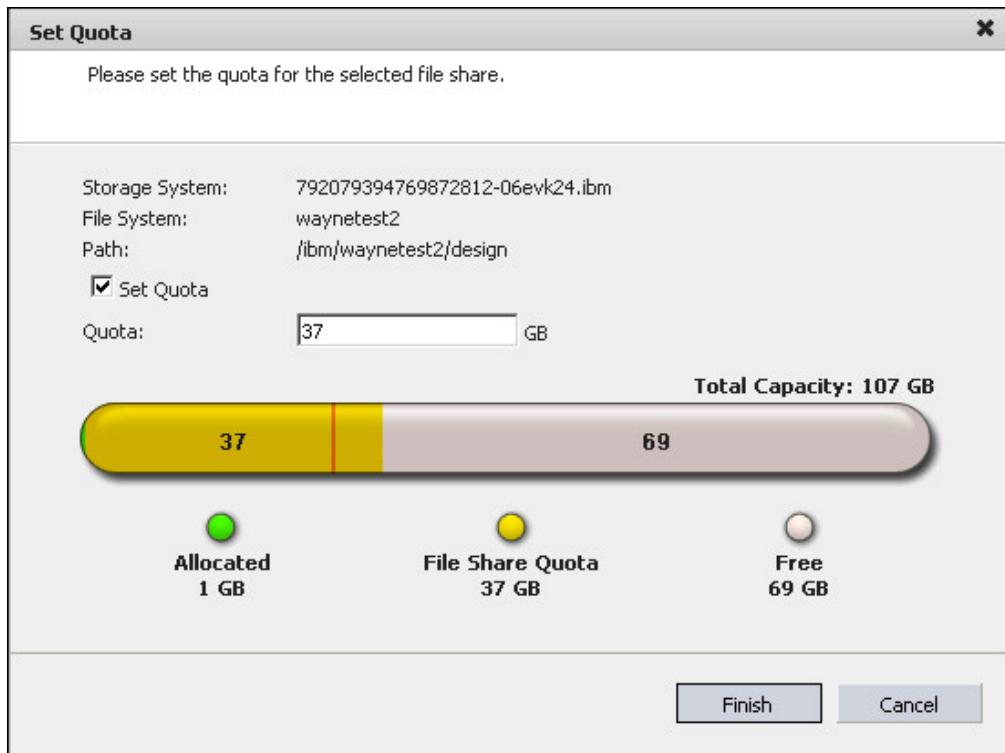 Set Quota
Please set the quota for the selected file share.
Storage System: 792079394769872812-06evk24.ibm
File System: waynetest2
Path: /ibm/waynetest2/design
Set Quota
Quota: 37 GB
Total Capacity: 107 GB
37 69
Allocated File Share Quota Free
1 GB 37 GB 69 GB
Finish Cancel